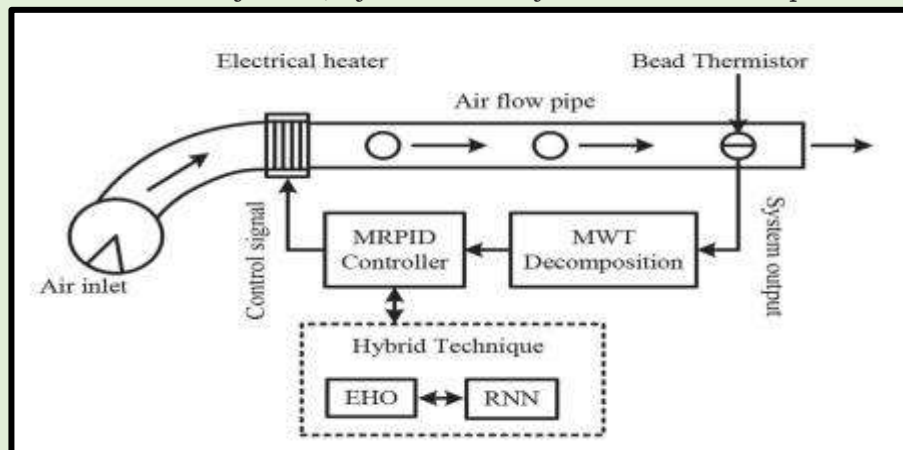 Electrical heater
Bead Thermistor
Air flow pipe
Air inlet
Control signal
MRPID
Controller
MWT
Decomposition
System output
Hybrid Technique
EHO
RNN